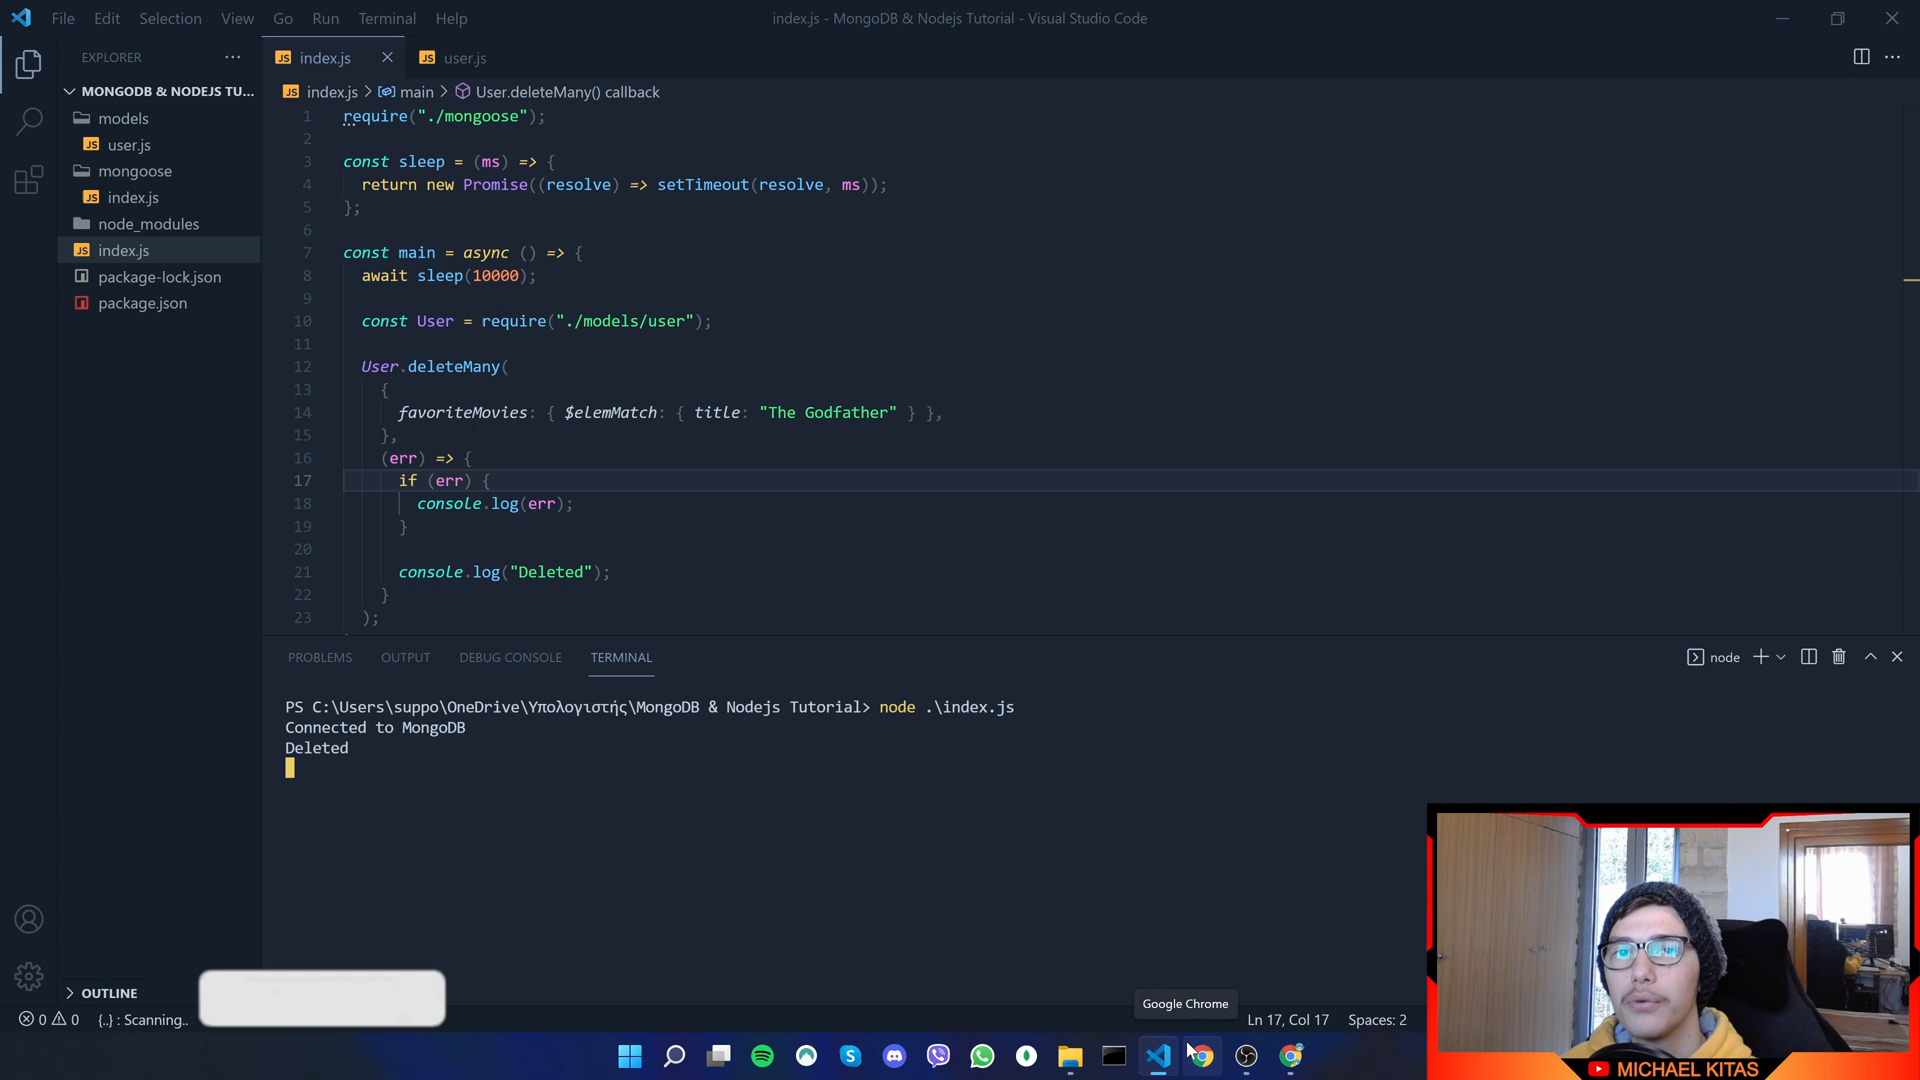 File Edit Selection View Go Run Terminal Help
index.js - MongoDB & Nodejs Tutorial - Visual Studio Code
EXPLORER
MONGODB & NODEJS TU...
models
JS user.js
mongoose
JS index.js
node_modules
JS index.js
package-lock.json
package.json
OUTLINE
JS index.js
JS user.js
JS index.js > main > User.deleteMany() callback
1 require("./mongoose");
2
3 const sleep = (ms) => {
4 return new Promise((resolve) => setTimeout(resolve, ms));
5 };
6
7 const main = async () => {
8 await sleep(10000);
9
10 const User = require("./models/user");
11
12 User.deleteMany(
13 {
14 favoriteMovies: { $elemMatch: { title: "The Godfather" } },
15 },
16 (err) => {
17 if (err) {
18 console.log(err);
19 }
20
21 console.log("Deleted");
22 }
23 );
PROBLEMS OUTPUT DEBUG CONSOLE TERMINAL
node
PS C:\Users\suppo\OneDrive\Υπολογιστής\MongoDB & Nodejs Tutorial> node .\index.js
Connected to MongoDB
Deleted
Google Chrome
0 0 {..} : Scanning..
Ln 17, Col 17 Spaces: 2
MICHAEL KITAS